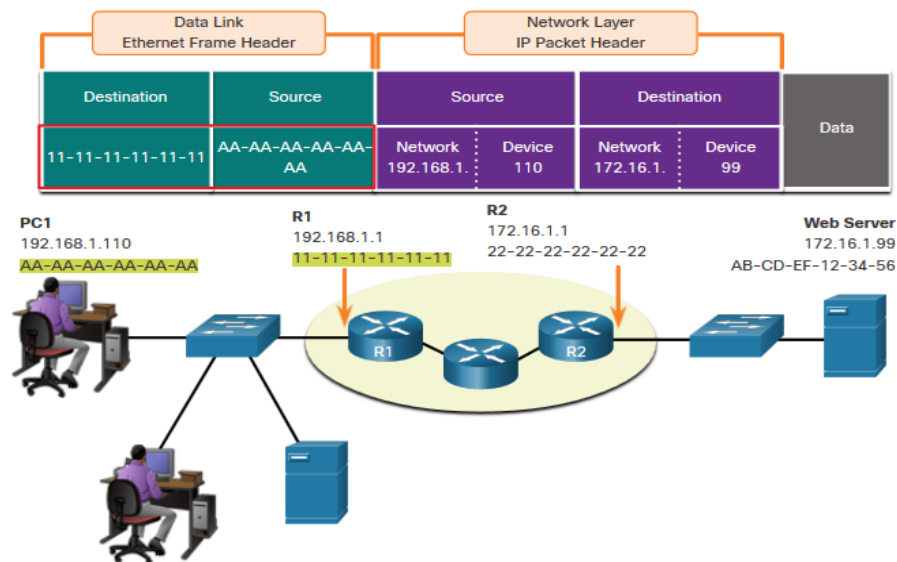 Data Link
Ethernet Frame Header
Network Layer
IP Packet Header
Destination
Source
Source
Destination
Data
11-11-11-11-11-11
AA-AA-AA-AA-AA-
AA
Network
192.168.1.
Device
110
Network
172.16.1.
Device
99
PC1
192.168.1.110
AA-AA-AA-AA-AA-AA
R1
192.168.1.1
11-11-11-11-11-11
R2
172.16.1.1
22-22-22-22-22-22
Web Server
172.16.1.99
AB-CD-EF-12-34-56
R1
R2